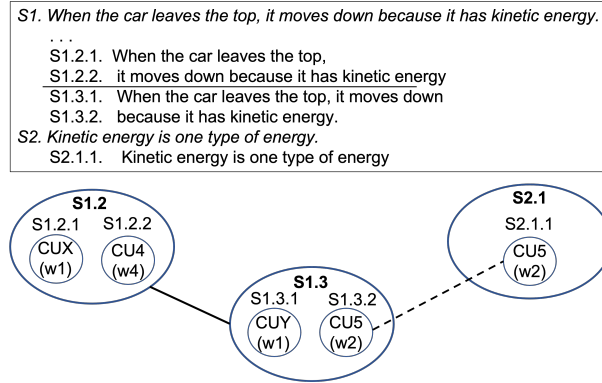 S1. When the car leaves the top, it moves down because it has kinetic energy.
. . .
S1.2.1. When the car leaves the top,
S1.2.2. it moves down because it has kinetic energy
S1.3.1. When the car leaves the top, it moves down
S1.3.2. because it has kinetic energy.
S2. Kinetic energy is one type of energy.
S2.1.1. Kinetic energy is one type of energy
S1.2
S1.2.1 S1.2.2
CUX CU4
(w1) (w4)
S1.3
S1.3.1 S1.3.2
CUY CU5
(w1) (w2)
S2.1
S2.1.1
CU5
(w2)